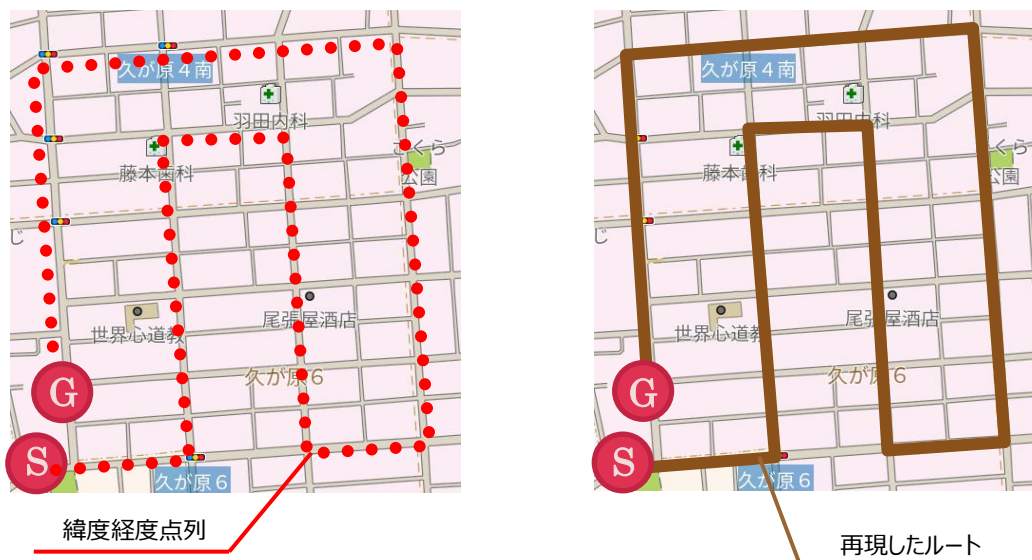 久が原4南
羽田内科
さくら
公園
藤本歯科
じ
尾張屋酒店
世界心道教
久が原6
G
S
久が原6
緯度経度点列
久が原4南
羽田内科
さくら
公園
藤本歯科
じ
尾張屋酒店
世界心道教
久が原6
G
S
久が原6
再現したルート